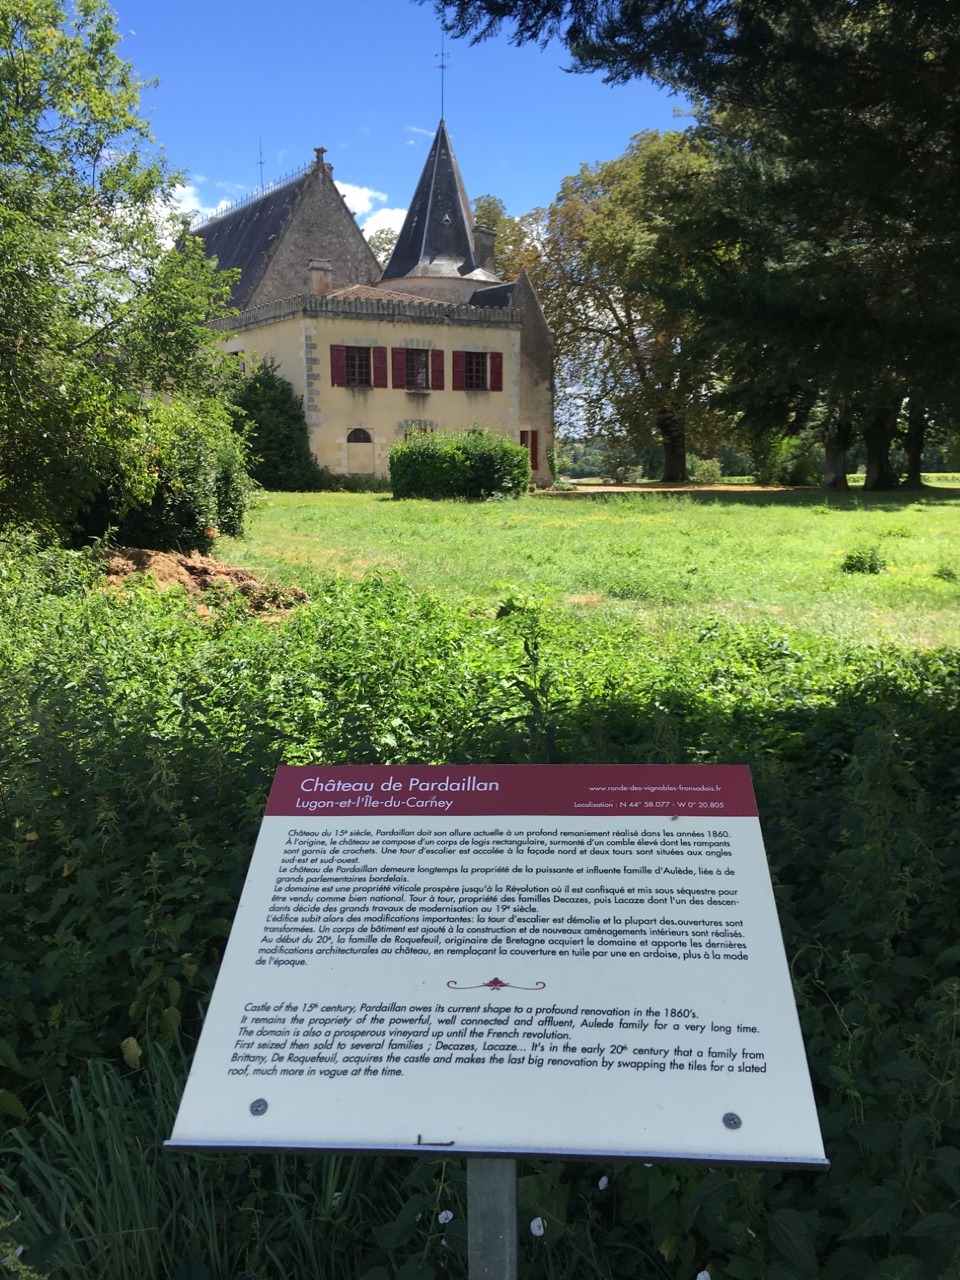 Château de Pardaillan
Lugon-et-l'Île-du-Carney
www.ronde-des-vignobles-fronsadais.fr
Localisation : N 44° 58.077 - W 0° 20.805
Château du 15e siècle, Pardaillan doit son allure actuelle à un profond remaniement réalisé dans les années 1860.
À l'origine, le château se compose d'un corps de logis rectangulaire, surmonté d'un comble élevé dont les rampants
sont garnis de crochets. Une tour d'escalier est accolée à la façade nord et deux tours sont situées aux angles
sud-est et sud-ouest.
Le château de Pardaillan demeure longtemps la propriété de la puissante et influente famille d'Aulède, liée à de
grands parlementaires bordelais.
Le domaine est une propriété viticole prospère jusqu'à la Révolution où il est confisqué et mis sous séquestre pour
être vendu comme bien national. Tour à tour, propriété des familles Decazes, puis Lacaze dont l'un des descen-
dants décide des grands travaux de modernisation au 19e siècle.
L'édifice subit alors des modifications importantes: la tour d'escalier est démolie et la plupart des ouvertures sont
transformées. Un corps de bâtiment est ajouté à la construction et de nouveaux aménagements intérieurs sont réalisés.
Au début du 20e, la famille de Roquefeuil, originaire de Bretagne acquiert le domaine et apporte les dernières
modifications architecturales au château, en remplaçant la couverture en tuile par une en ardoise, plus à la mode
de l'époque.
Castle of the 15th century, Pardaillan owes its current shape to a profond renovation in the 1860's.
It remains the propriety of the powerful, well connected and affluent, Aulede family for a very long time.
The domain is also a prosperous vineyard up until the French revolution.
First seized then sold to several families ; Decazes, Lacaze... It's in the early 20th century that a family from
Brittany, De Roquefeuil, acquires the castle and makes the last big renovation by swapping the tiles for a slated
roof, much more in vogue at the time.